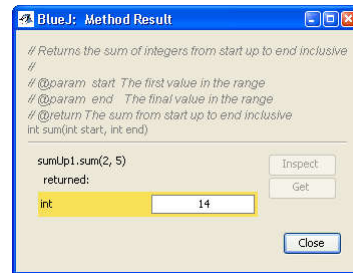 BlueJ: Method Result
// Returns the sum of integers from start up to end inclusive
//
// @param start The first value in the range
// @param end The final value in the range
// @return The sum from start up to end inclusive
int sum(int start, int end)
sumUp1.sum(2, 5)
Inspect
returned:
Get
int 14
Close